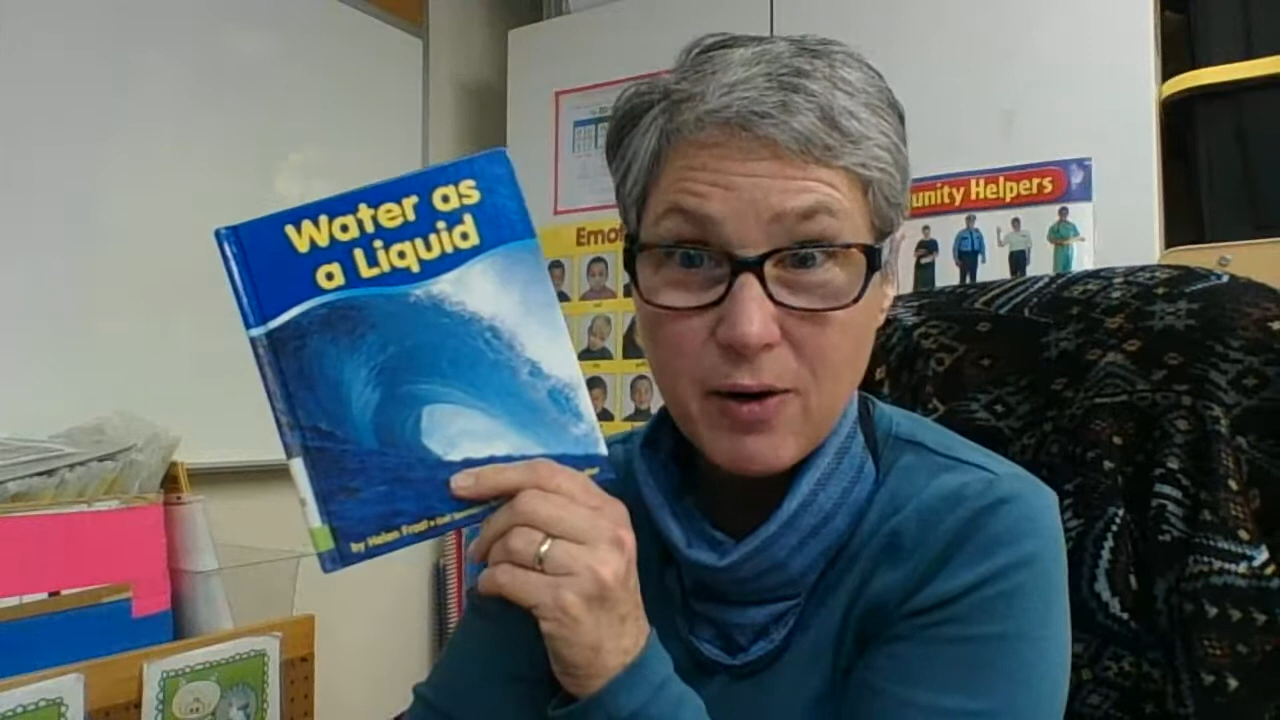 Water as
a Liquid
by Helen Frost
Emot
unity Helpers